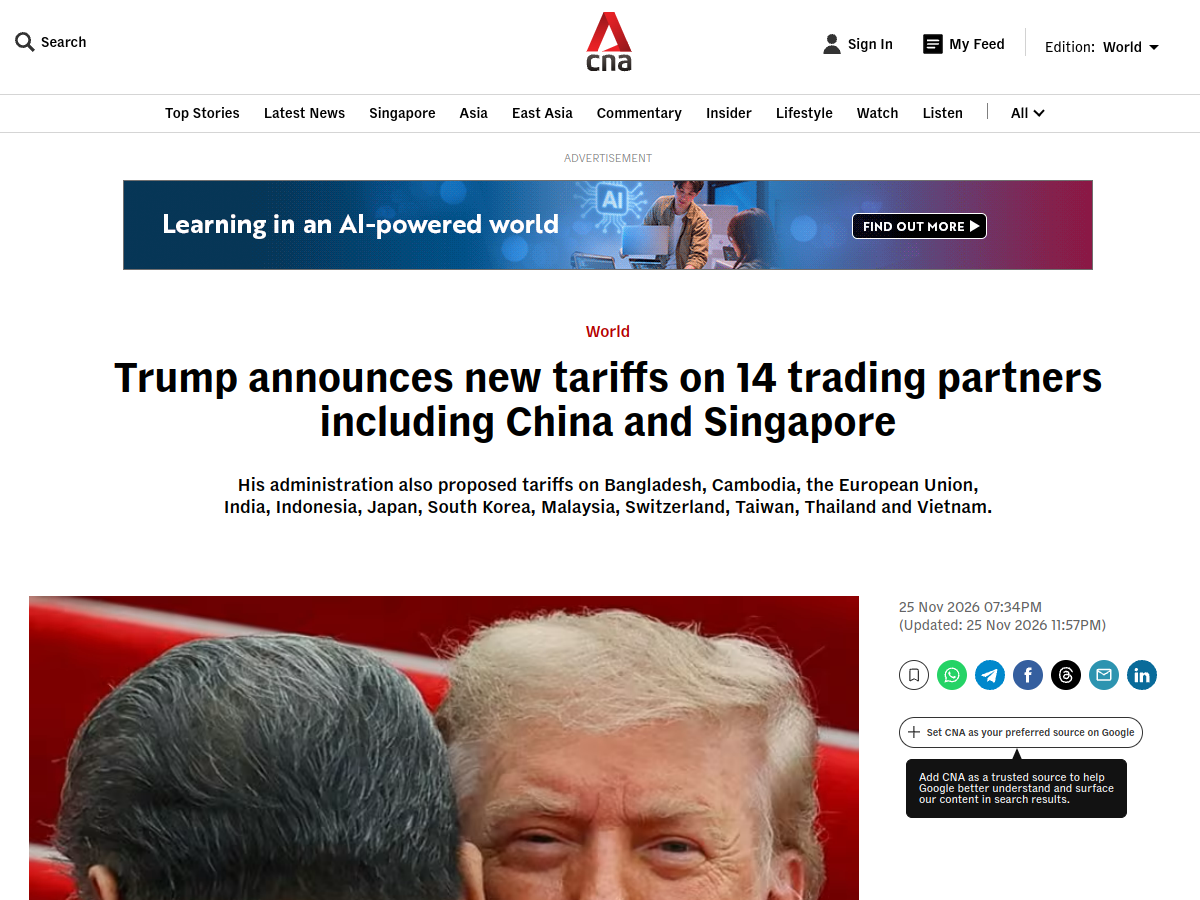 Search
cna
Sign In
My Feed
Edition: World
Top Stories Latest News Singapore Asia East Asia Commentary Insider Lifestyle Watch Listen All
ADVERTISEMENT
AI
Learning in an AI-powered world
FIND OUT MORE
World
Trump announces new tariffs on 14 trading partners
including China and Singapore
His administration also proposed tariffs on Bangladesh, Cambodia, the European Union,
India, Indonesia, Japan, South Korea, Malaysia, Switzerland, Taiwan, Thailand and Vietnam.
25 Nov 2026 07:34PM
(Updated: 25 Nov 2026 11:57PM)
Set CNA as your preferred source on Google
Add CNA as a trusted source to help
Google better understand and surface
our content in search results.